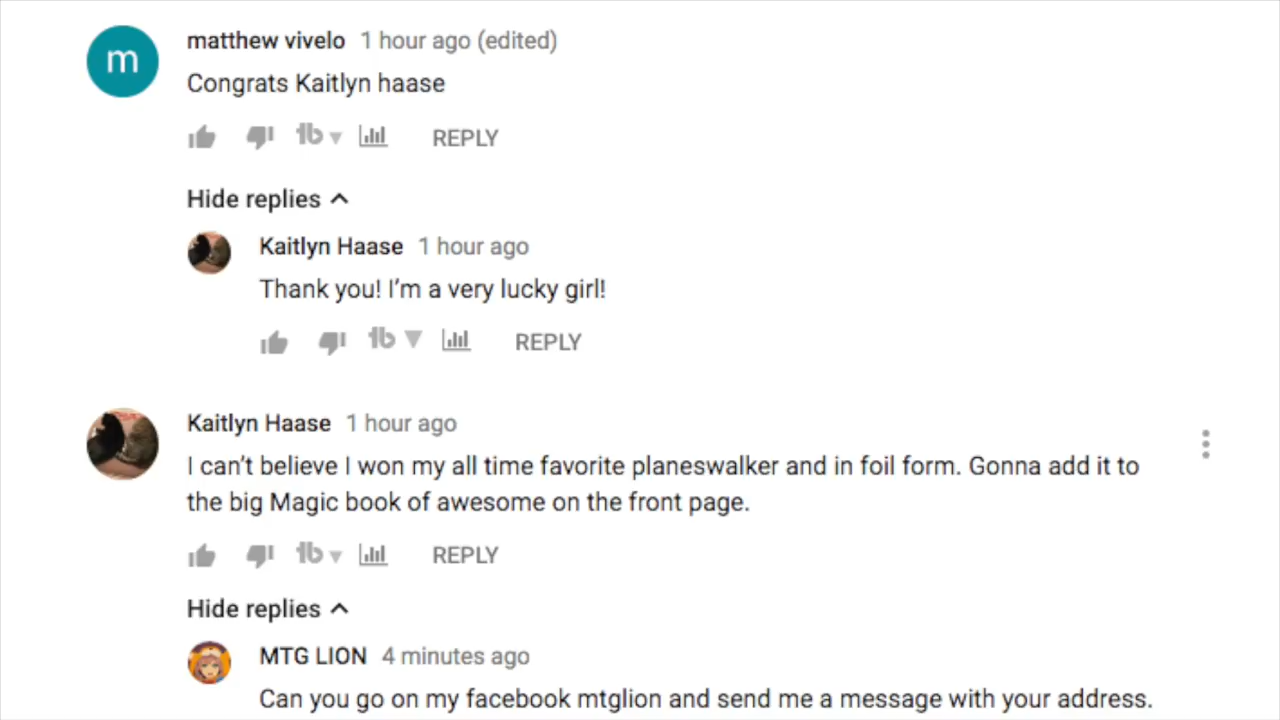 m
matthew vivelo 1 hour ago (edited)
Congrats Kaitlyn haase
tb REPLY
Hide replies
Kaitlyn Haase 1 hour ago
Thank you! I’m a very lucky girl!
tb REPLY
Kaitlyn Haase 1 hour ago
I can’t believe I won my all time favorite planeswalker and in foil form. Gonna add it to
the big Magic book of awesome on the front page.
tb REPLY
Hide replies
MTG LION 4 minutes ago
Can you go on my facebook mtglion and send me a message with your address.